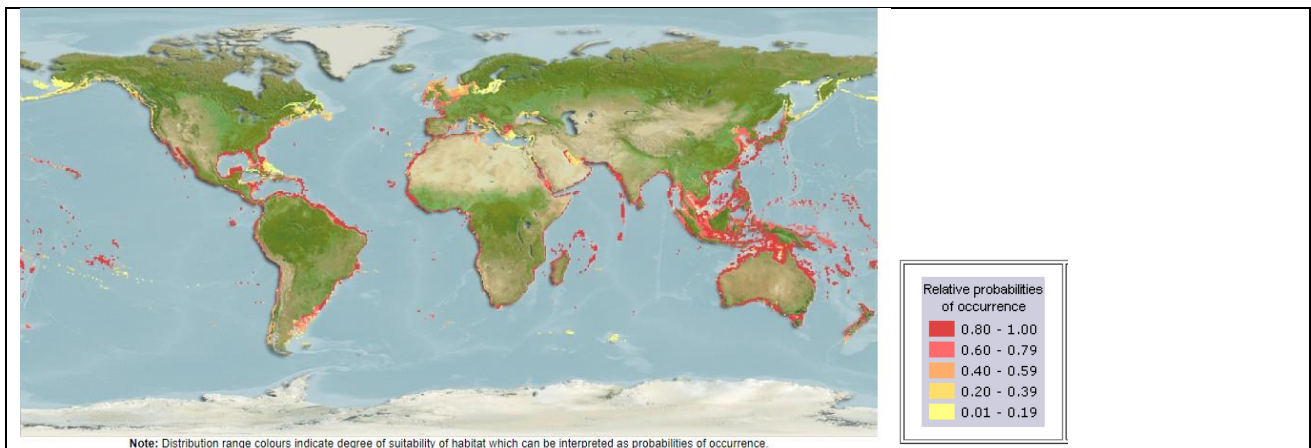 Relative probabilities
of occurrence
0.80 - 1.00
0.60 - 0.79
0.40 - 0.59
0.20 - 0.39
0.01 - 0.19
Note: Distribution range colours indicate degree of suitability of habitat which can be interpreted as probabilities of occurrence.